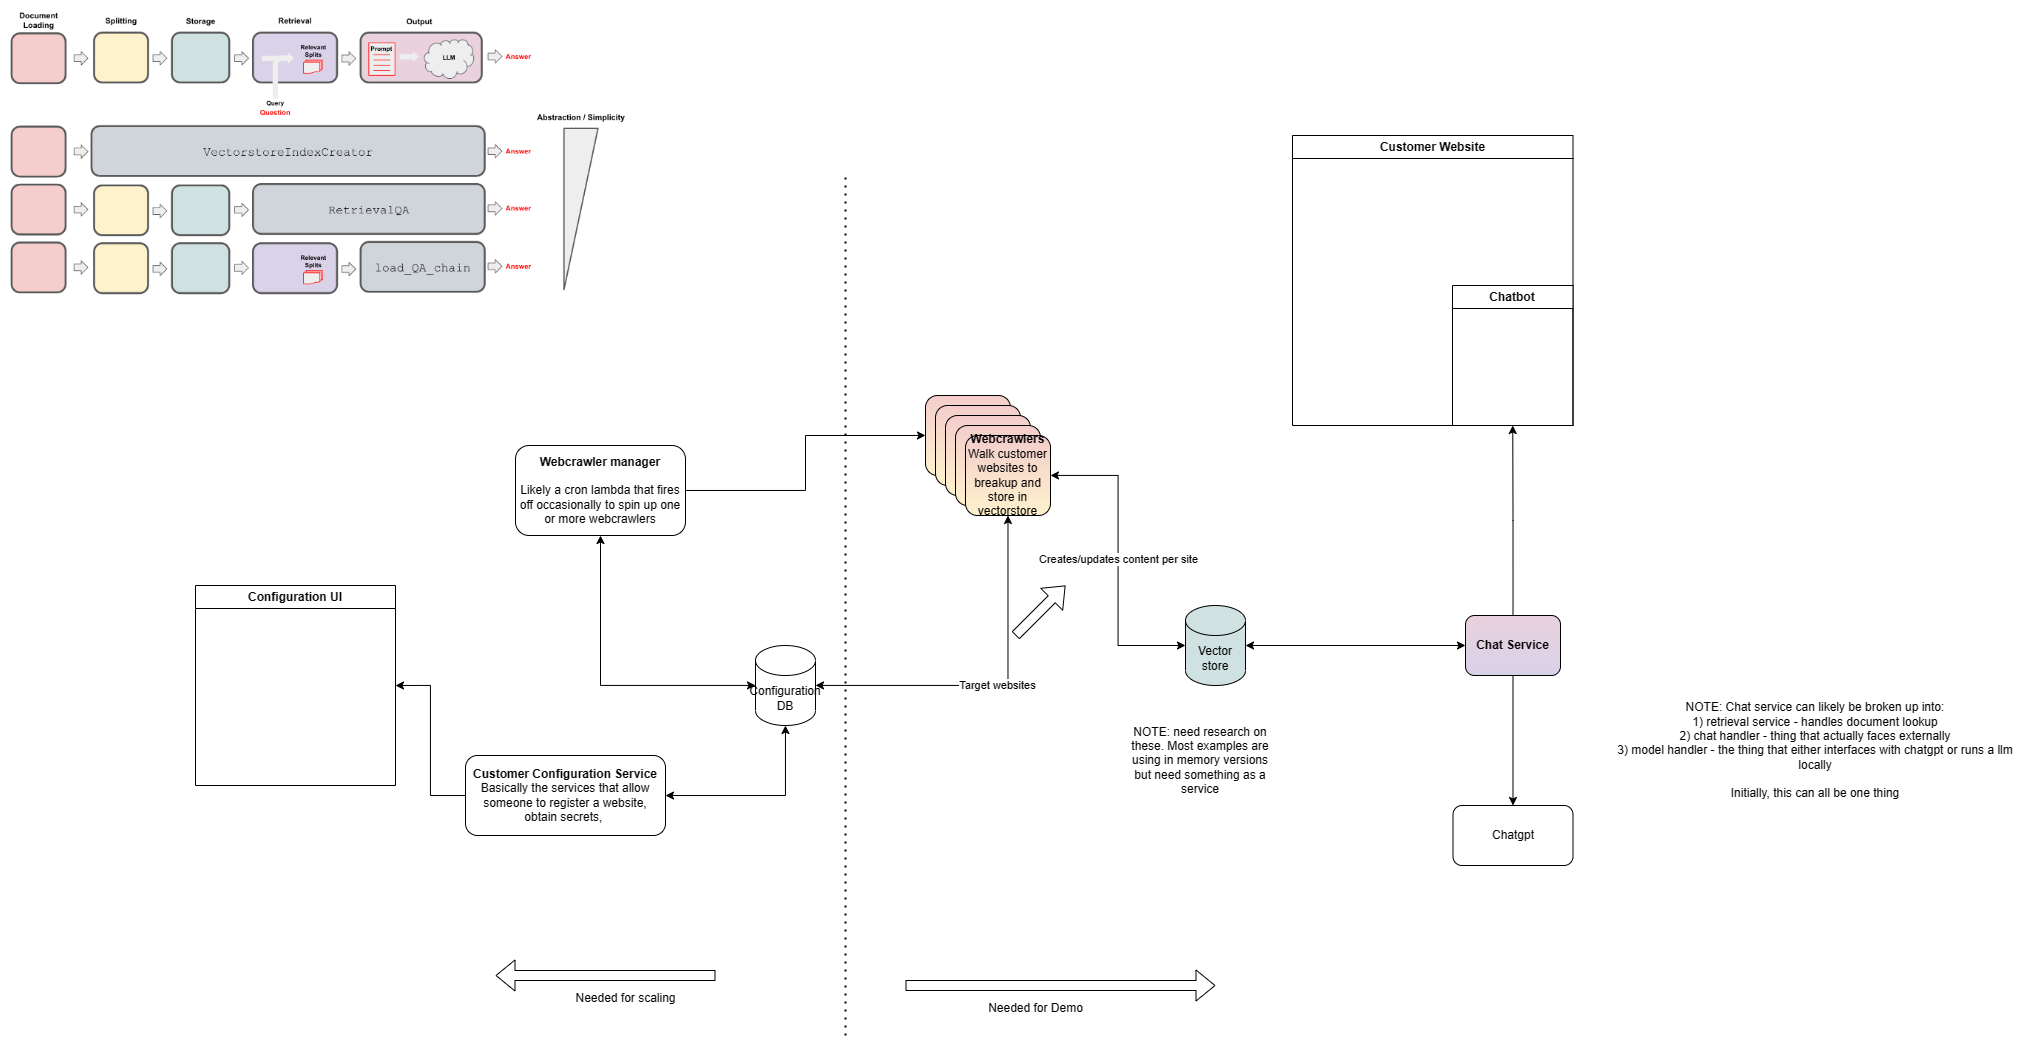 Document
Loading
Splitting
Storage
Retrieval
Output
Relevant
Splits
Prompt
LLM
Answer
Query
Question
VectorstoreIndexCreator
Answer
RetrievalQA
Answer
Relevant
Splits
load_QA_chain
Answer
Abstraction / Simplicity
Customer Website
Chatbot
Webcrawlers
Walk customer
websites to
breakup and
store in
vectorstore
Webcrawler manager
Likely a cron lambda that fires
off occasionally to spin up one
or more webcrawlers
Creates/updates content per site
Configuration UI
Vector
store
Chat Service
Configuration
DB
Target websites
NOTE: need research on
these. Most examples are
using in memory versions
but need something as a
service
NOTE: Chat service can likely be broken up into:
1) retrieval service - handles document lookup
2) chat handler - thing that actually faces externally
3) model handler - the thing that either interfaces with chatgpt or runs a llm
locally
Initially, this can all be one thing
Customer Configuration Service
Basically the services that allow
someone to register a website,
obtain secrets,
Chatgpt
Needed for scaling
Needed for Demo